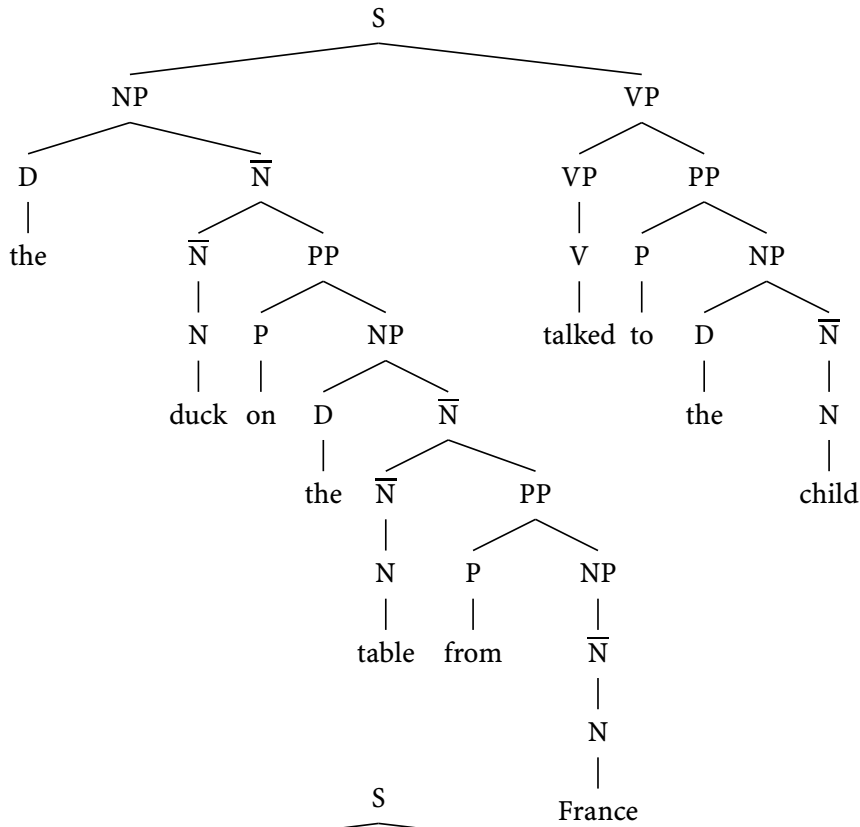 S
NP VP
D N̅ VP PP
the N̅ PP V P NP
N P NP talked to D N̅
duck on D N̅ the N
the N̅ PP child
N P NP
table from N̅
N
S France